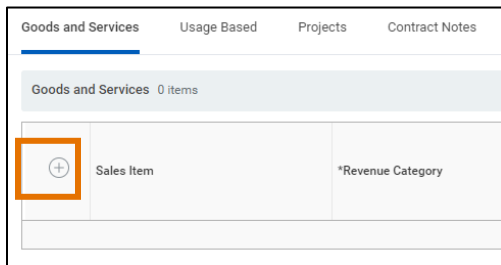 Goods and Services Usage Based Projects Contract Notes
Goods and Services 0 items
Sales Item *Revenue Category